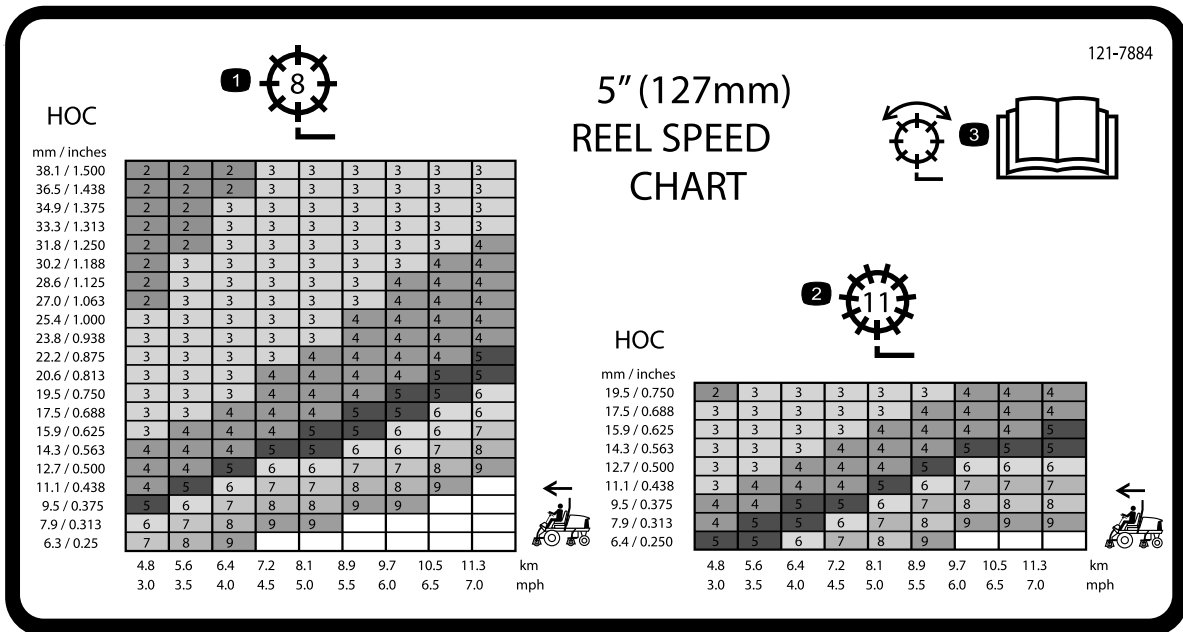 121-7884
5” (127mm)
REEL SPEED
CHART
3
1
8
HOC
mm / inches
38.1 / 1.500 2 2 2 3 3 3 3 3 3
36.5 / 1.438 2 2 2 3 3 3 3 3 3
34.9 / 1.375 2 2 3 3 3 3 3 3 3
33.3 / 1.313 2 2 3 3 3 3 3 3 3
31.8 / 1.250 2 2 3 3 3 3 3 3 4
30.2 / 1.188 2 3 3 3 3 3 3 4 4
28.6 / 1.125 2 3 3 3 3 3 4 4 4
27.0 / 1.063 2 3 3 3 3 3 4 4 4
25.4 / 1.000 3 3 3 3 3 4 4 4 4
23.8 / 0.938 3 3 3 3 3 4 4 4 4
22.2 / 0.875 3 3 3 3 4 4 4 4 5
20.6 / 0.813 3 3 3 4 4 4 4 5 5
19.5 / 0.750 3 3 3 4 4 4 5 5 6
17.5 / 0.688 3 3 4 4 4 5 5 6 6
15.9 / 0.625 3 4 4 4 5 5 6 6 7
14.3 / 0.563 4 4 4 5 5 6 6 7 8
12.7 / 0.500 4 4 5 6 6 7 7 8 9
11.1 / 0.438 4 5 6 7 7 8 8 9
9.5 / 0.375 5 6 7 8 8 9 9
7.9 / 0.313 6 7 8 9 9
6.3 / 0.25 7 8 9
4.8 5.6 6.4 7.2 8.1 8.9 9.7 10.5 11.3 km
3.0 3.5 4.0 4.5 5.0 5.5 6.0 6.5 7.0 mph
2
11
HOC
mm / inches
19.5 / 0.750 2 3 3 3 3 3 4 4 4
17.5 / 0.688 3 3 3 3 3 4 4 4 4
15.9 / 0.625 3 3 3 3 4 4 4 4 5
14.3 / 0.563 3 3 3 4 4 4 5 5 5
12.7 / 0.500 3 3 4 4 4 5 6 6 6
11.1 / 0.438 3 4 4 4 5 6 7 7 7
9.5 / 0.375 4 4 5 5 6 7 8 8 8
7.9 / 0.313 4 5 5 6 7 8 9 9 9
6.4 / 0.250 5 5 6 7 8 9
4.8 5.6 6.4 7.2 8.1 8.9 9.7 10.5 11.3 km
3.0 3.5 4.0 4.5 5.0 5.5 6.0 6.5 7.0 mph